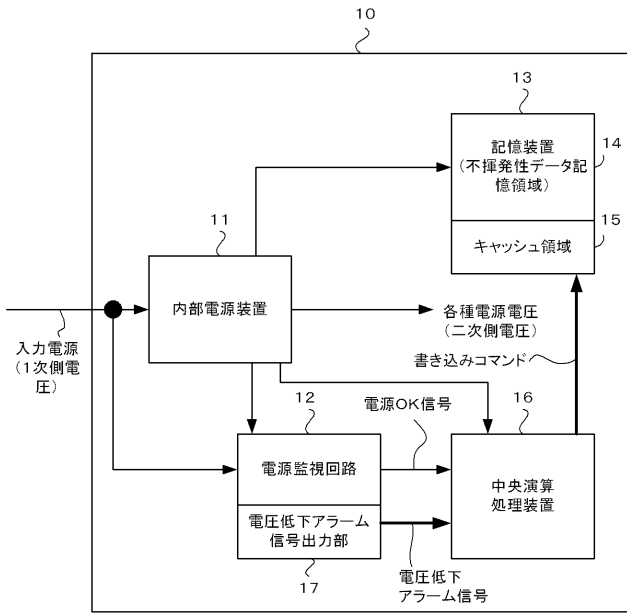 10
13
記憶装置
(不揮発性データ記
憶領域)
14
15
キャッシュ領域
11
内部電源装置
入力電源
(1次側電
圧)
各種電源電圧
(二次側電圧)
書き込みコマンド
12
電源OK信号
16
電源監視回路
中央演算
処理装置
電圧低下アラーム
信号出力部
17
電圧低下
アラーム信号